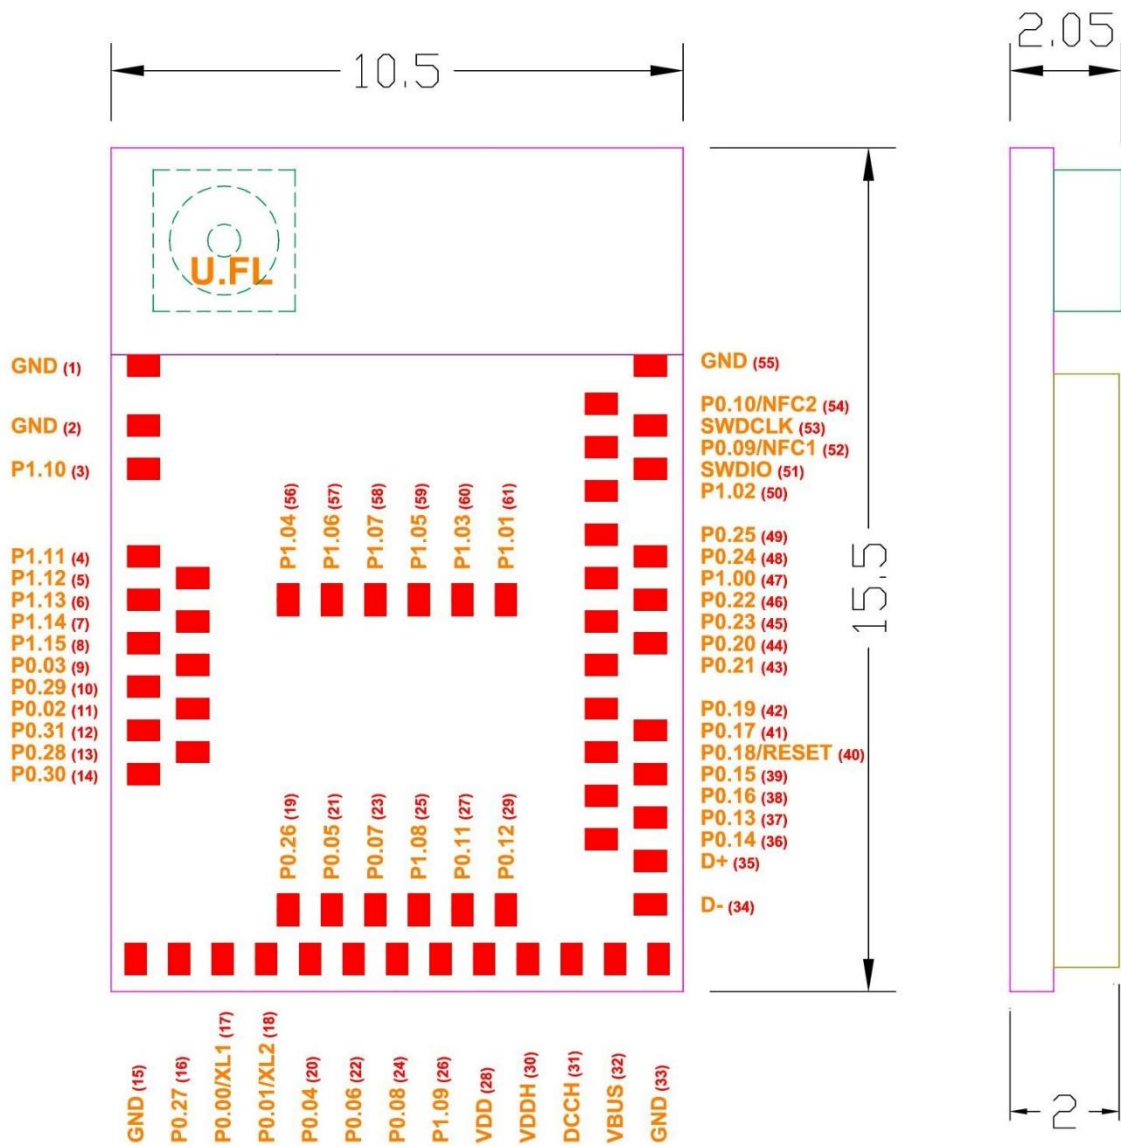 10.5
2.05
U.FL
GND (1)
GND (2)
P1.10 (3)
P1.11 (4)
P1.12 (5)
P1.13 (6)
P1.14 (7)
P1.15 (8)
P0.03 (9)
P0.29 (10)
P0.02 (11)
P0.31 (12)
P0.28 (13)
P0.30 (14)
P1.04 (56)
P1.06 (57)
P1.07 (58)
P1.05 (59)
P1.03 (60)
P1.01 (61)
P0.26 (19)
P0.05 (21)
P0.07 (23)
P1.08 (25)
P0.11 (27)
P0.12 (29)
GND (55)
P0.10/NFC2 (54)
SWDCLK (53)
P0.09/NFC1 (52)
SWDIO (51)
P1.02 (50)
P0.25 (49)
P0.24 (48)
P1.00 (47)
P0.22 (46)
P0.23 (45)
P0.20 (44)
P0.21 (43)
P0.19 (42)
P0.17 (41)
P0.18/RESET (40)
P0.15 (39)
P0.16 (38)
P0.13 (37)
P0.14 (36)
D+ (35)
D- (34)
15.5
GND (15)
P0.27 (16)
P0.00/XL1 (17)
P0.01/XL2 (18)
P0.04 (20)
P0.06 (22)
P0.08 (24)
P1.09 (26)
VDD (28)
VDDH (30)
DCCH (31)
VBUS (32)
GND (33)
2